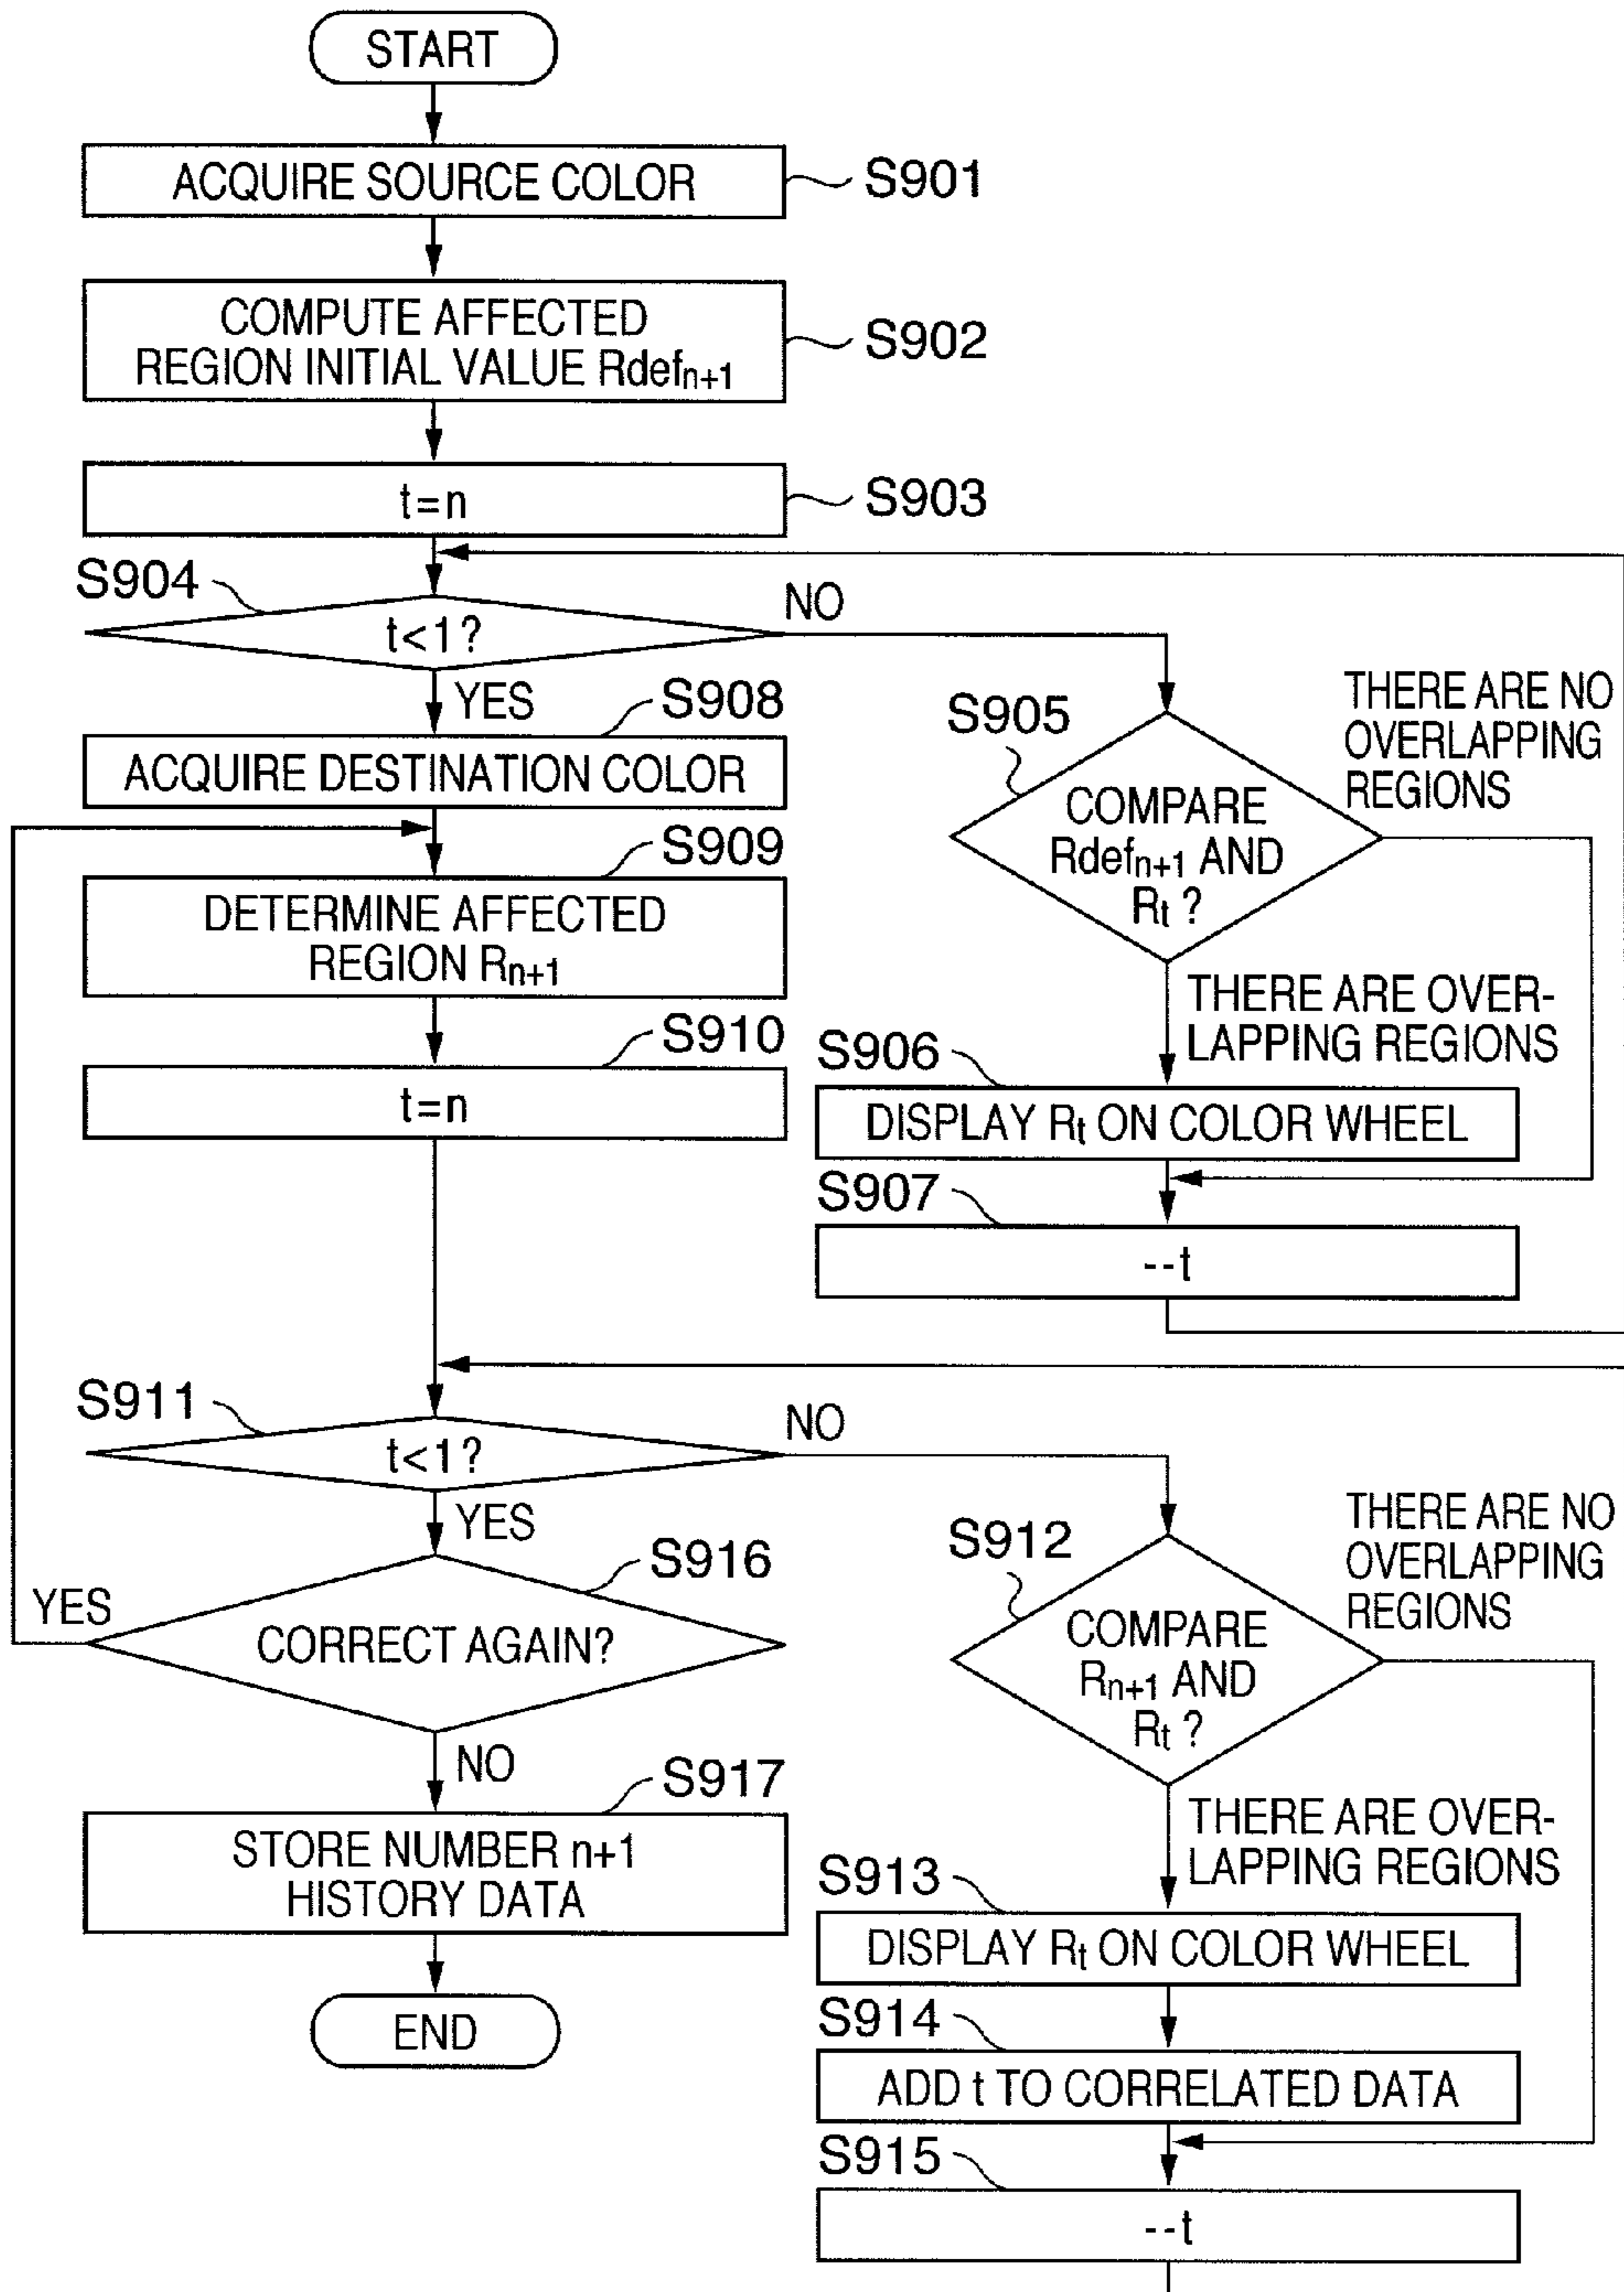 START
ACQUIRE SOURCE COLOR
S901
COMPUTE AFFECTED
REGION INITIAL VALUE Rdefn+1
S902
t=n
S903
S904
t<1?
NO
YES
S908
ACQUIRE DESTINATION COLOR
S905
COMPARE
Rdefn+1 AND
Rt ?
THERE ARE NO
OVERLAPPING
REGIONS
THERE ARE OVER-
LAPPING REGIONS
S909
DETERMINE AFFECTED
REGION Rn+1
S910
t=n
S906
DISPLAY Rt ON COLOR WHEEL
S907
--t
S911
t<1?
NO
YES
S916
CORRECT AGAIN?
YES
NO
S912
COMPARE
Rn+1 AND
Rt ?
THERE ARE NO
OVERLAPPING
REGIONS
THERE ARE OVER-
LAPPING REGIONS
S917
STORE NUMBER n+1
HISTORY DATA
END
S913
DISPLAY Rt ON COLOR WHEEL
S914
ADD t TO CORRELATED DATA
S915
--t